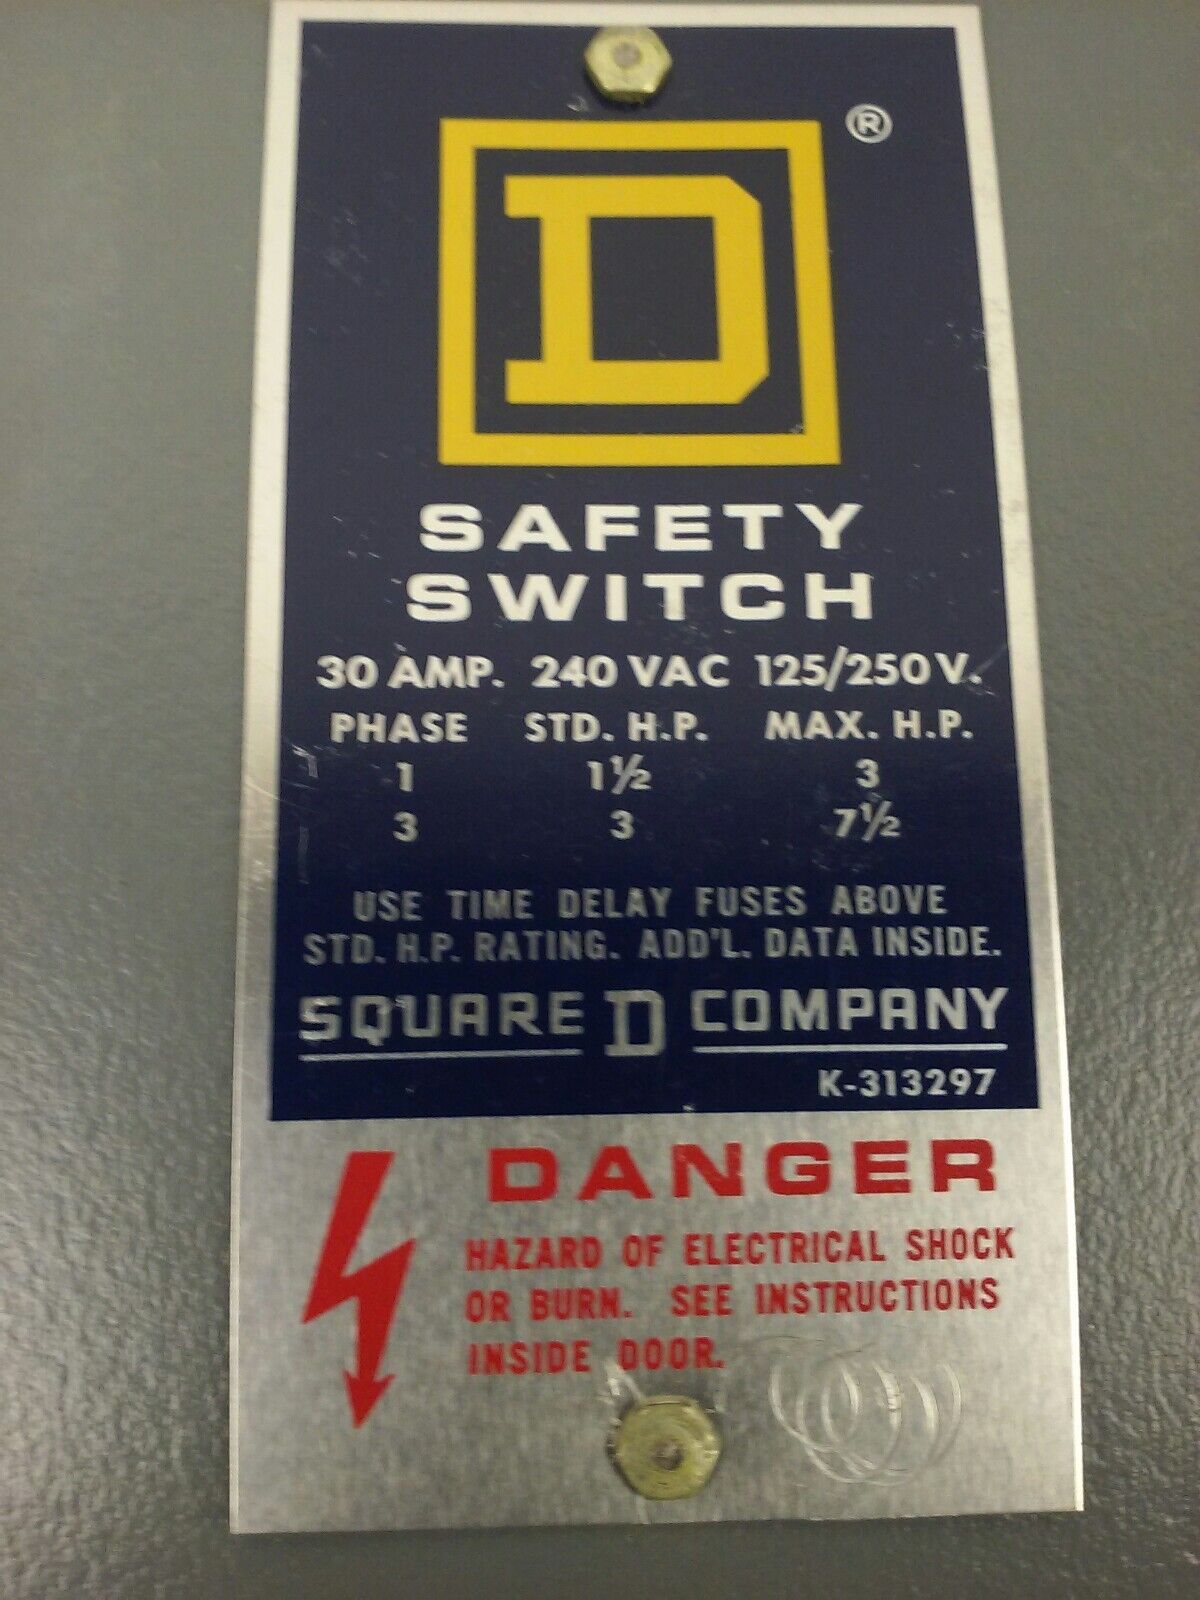 D ®
SAFETY
SWITCH
30 AMP. 240 VAC 125/250 V.
PHASE STD. H.P. MAX. H.P.
1 1½ 3
3 3 7½
USE TIME DELAY FUSES ABOVE
STD. H.P. RATING. ADD'L. DATA INSIDE.
SQUARE D COMPANY
K-313297
DANGER
HAZARD OF ELECTRICAL SHOCK
OR BURN. SEE INSTRUCTIONS
INSIDE DOOR.